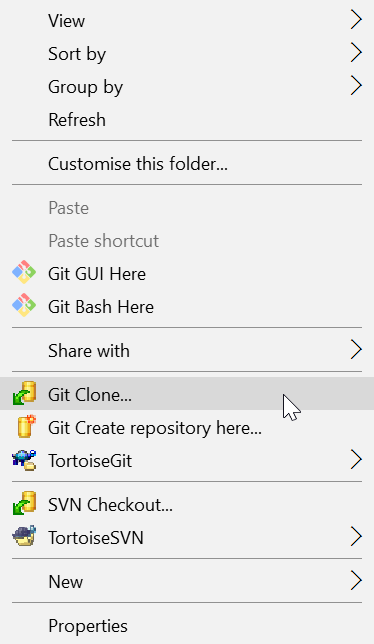 View
Sort by
Group by
Refresh
Customise this folder...
Paste
Paste shortcut
Git GUI Here
Git Bash Here
Share with
Git Clone...
Git Create repository here...
TortoiseGit
SVN Checkout...
TortoiseSVN
New
Properties